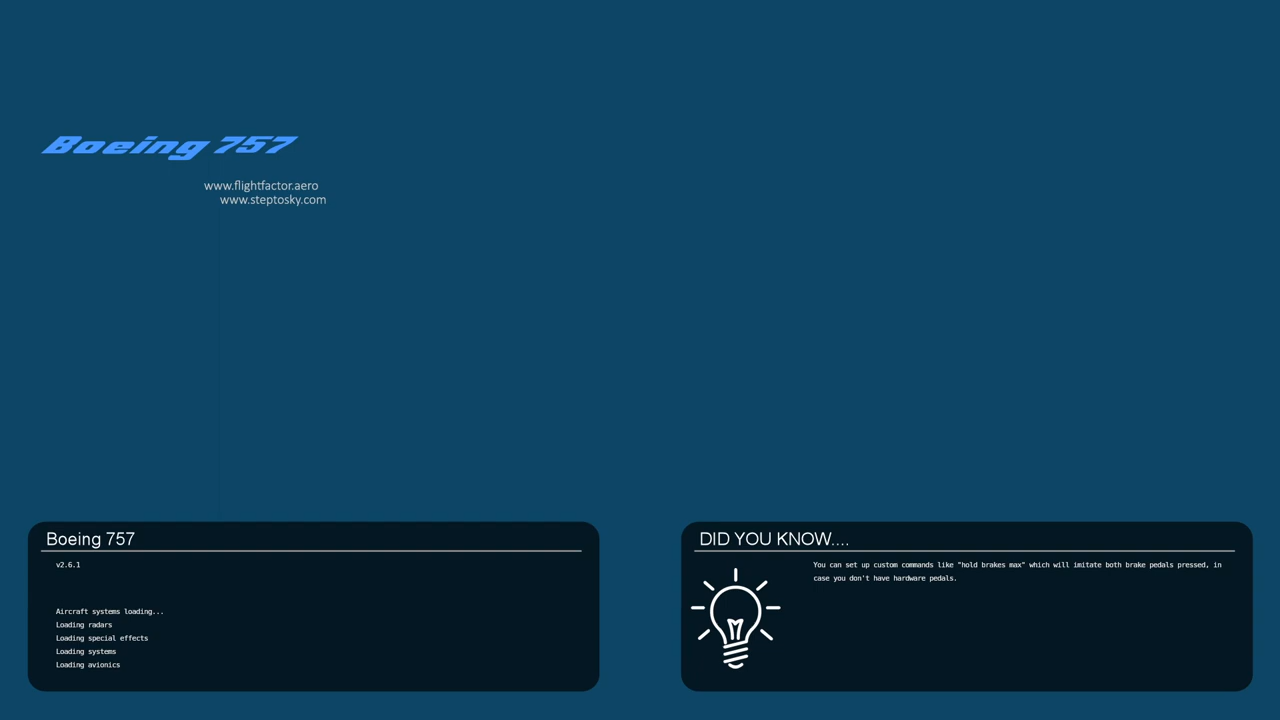 Boeing 757
www.flightfactor.aero
www.steptosky.com
Boeing 757
v2.6.1
Aircraft systems loading...
Loading radars
Loading special effects
Loading systems
Loading avionics
DID YOU KNOW....
You can set up custom commands like "hold brakes max" which will imitate both brake pedals pressed, in
case you don't have hardware pedals.